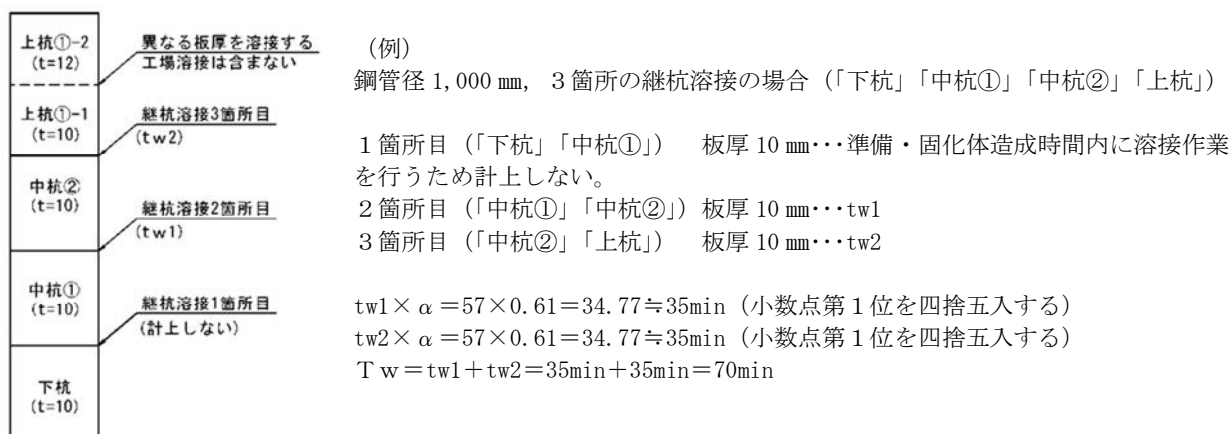 上杭①-2
(t=12)
異なる板厚を溶接する
工場溶接は含まない
上杭①-1
(t=10)
継杭溶接3箇所目
(tw2)
中杭②
(t=10)
継杭溶接2箇所目
(tw1)
中杭①
(t=10)
継杭溶接1箇所目
(計上しない)
下杭
(t=10)
(例)
鋼管径 1,000 ㎜, 3箇所の継杭溶接の場合(「下杭」「中杭①」「中杭②」「上杭」)
1箇所目(「下杭」「中杭①」) 板厚 10 ㎜・・・準備・固化体造成時間内に溶接作業
を行うため計上しない。
2箇所目(「中杭①」「中杭②」)板厚 10 ㎜・・・tw1
3箇所目(「中杭②」「上杭」) 板厚 10 ㎜・・・tw2
tw1×α=57×0.61=34.77≒35min(小数点第1位を四捨五入する)
tw2×α=57×0.61=34.77≒35min(小数点第1位を四捨五入する)
Tw=tw1+tw2=35min+35min=70min